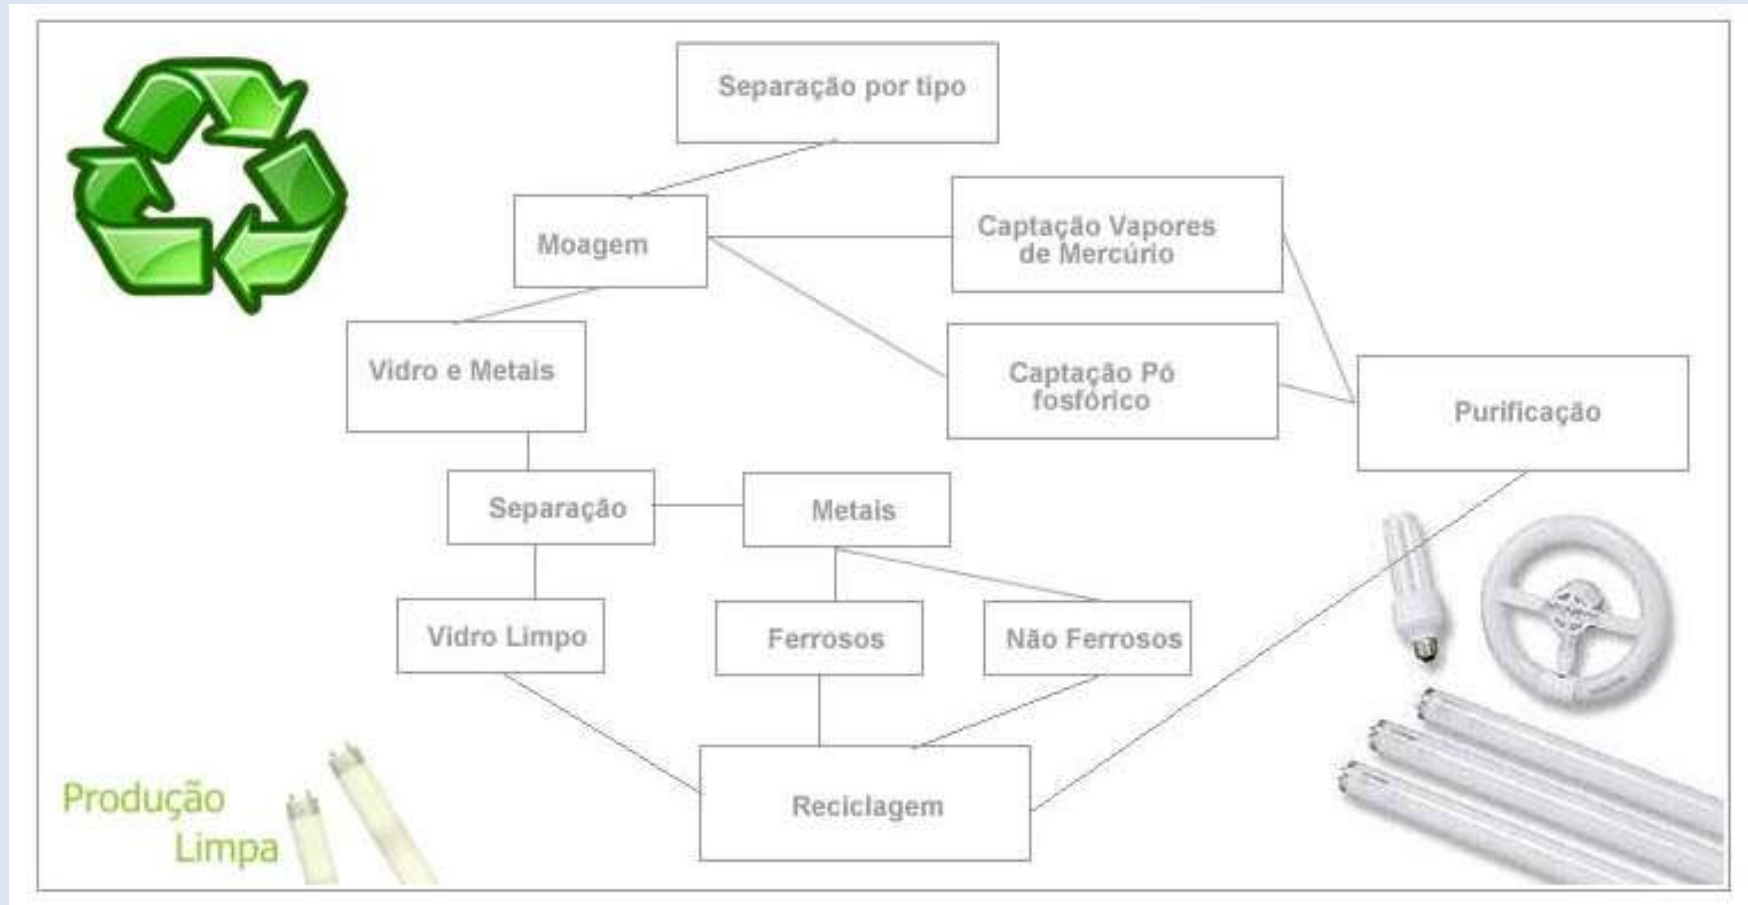 Separação por tipo
Moagem
Captação Vapores
de Mercúrio
Vidro e Metais
Captação Pó
fosfórico
Purificação
Separação
Metais
Vidro Limpo
Ferrosos
Não Ferrosos
Reciclagem
Produção
Limpa